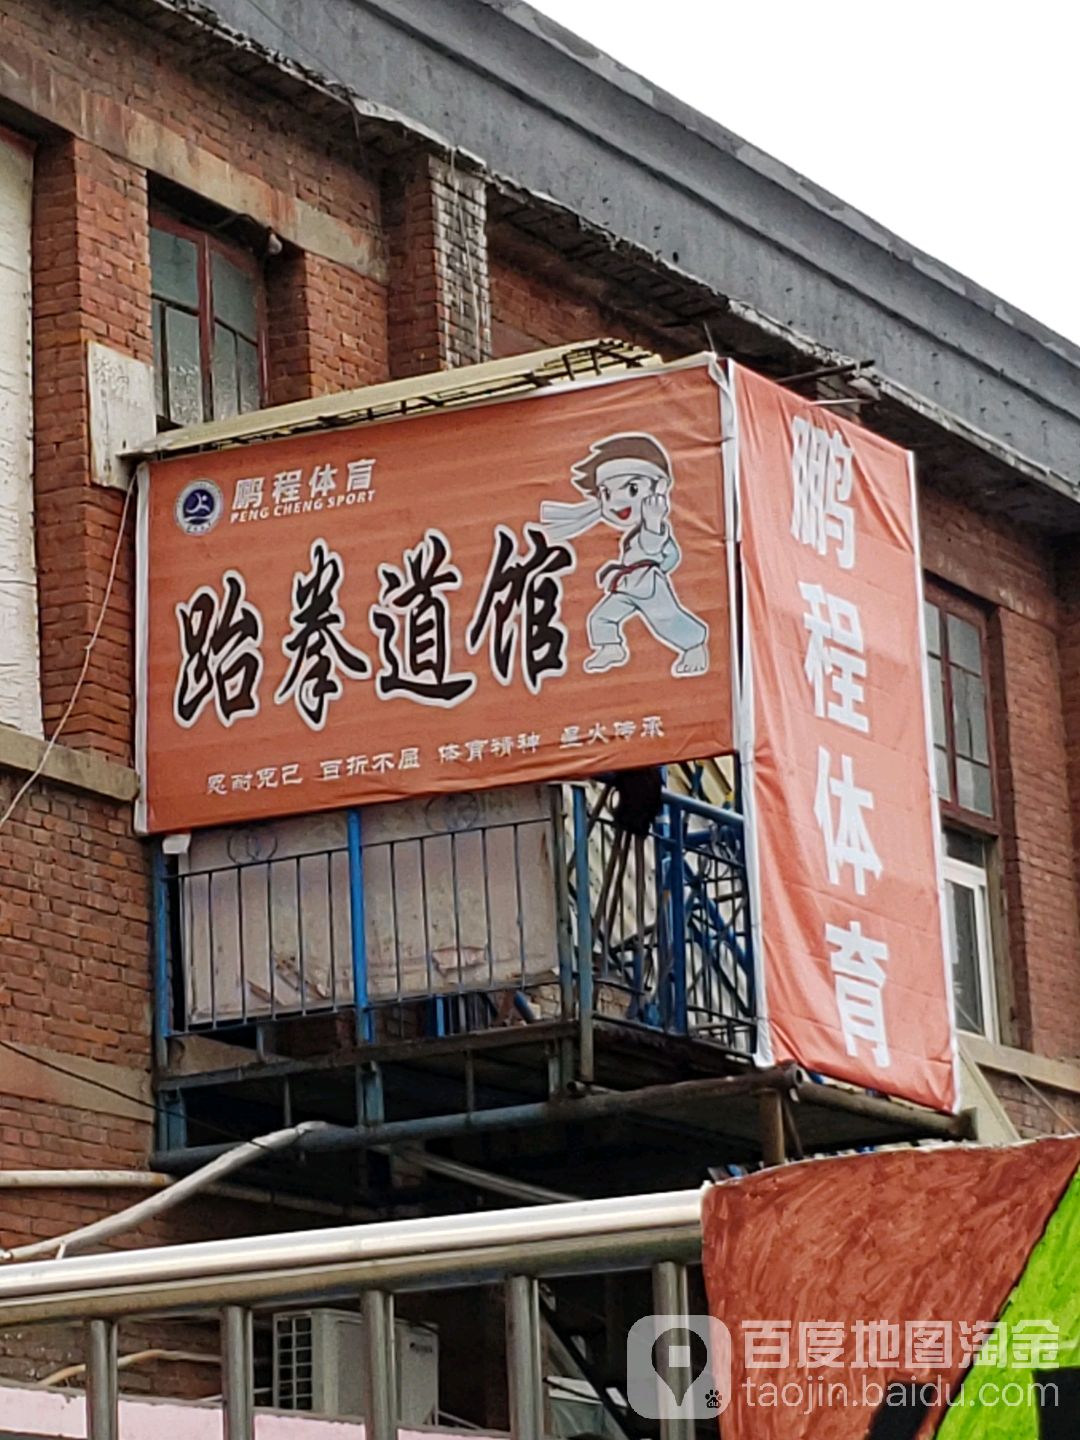 鹏程体育
PENG CHENG SPORT
跆拳道馆
忍耐克己 百折不屈 体育精神 星火传承
鹏程体育
百度地图淘金
taojin.baidu.com